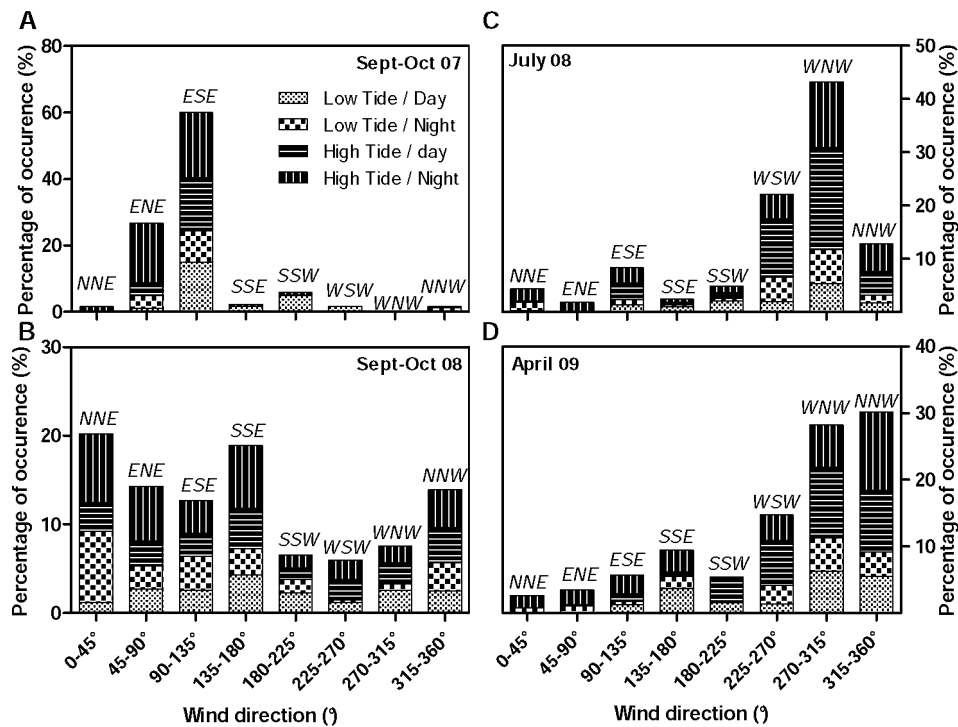 A
Percentage of occurence (%)
80
60
40
20
0
Sept-Oct 07
Low Tide / Day
Low Tide / Night
High Tide / day
High Tide / Night
NNE
ENE
ESE
SSE
SSW
WSW
WNW
NNW
B
Percentage of occurence (%)
30
20
10
0
Sept-Oct 08
NNE
ENE
ESE
SSE
SSW
WSW
WNW
NNW
0-45°
45-90°
90-135°
135-180°
180-225°
225-270°
270-315°
315-360°
Wind direction (°)
C
July 08
NNE
ENE
ESE
SSE
SSW
WSW
WNW
NNW
50
40
30
20
10
Percentage of occurence (%)
D
April 09
NNE
ENE
ESE
SSE
SSW
WSW
WNW
NNW
40
30
20
10
Percentage of occurence (%)
0-45°
45-90°
90-135°
135-180°
180-225°
225-270°
270-315°
315-360°
Wind direction (°)